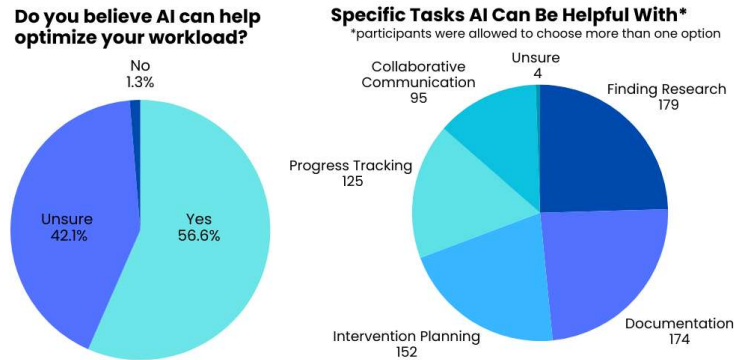 Do you believe AI can help
optimize your workload?
No
1.3%
Unsure
42.1%
Yes
56.6%
Specific Tasks AI Can Be Helpful With*
*participants were allowed to choose more than one option
Unsure
4
Collaborative
Communication
95
Finding Research
179
Progress Tracking
125
Documentation
174
Intervention Planning
152